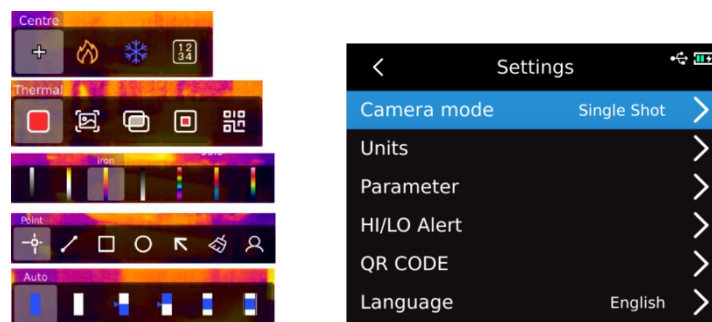 Centre
12
34
Thermal
iron
Point
Auto
Settings
Camera mode Single Shot
Units
Parameter
HI/LO Alert
QR CODE
Language English